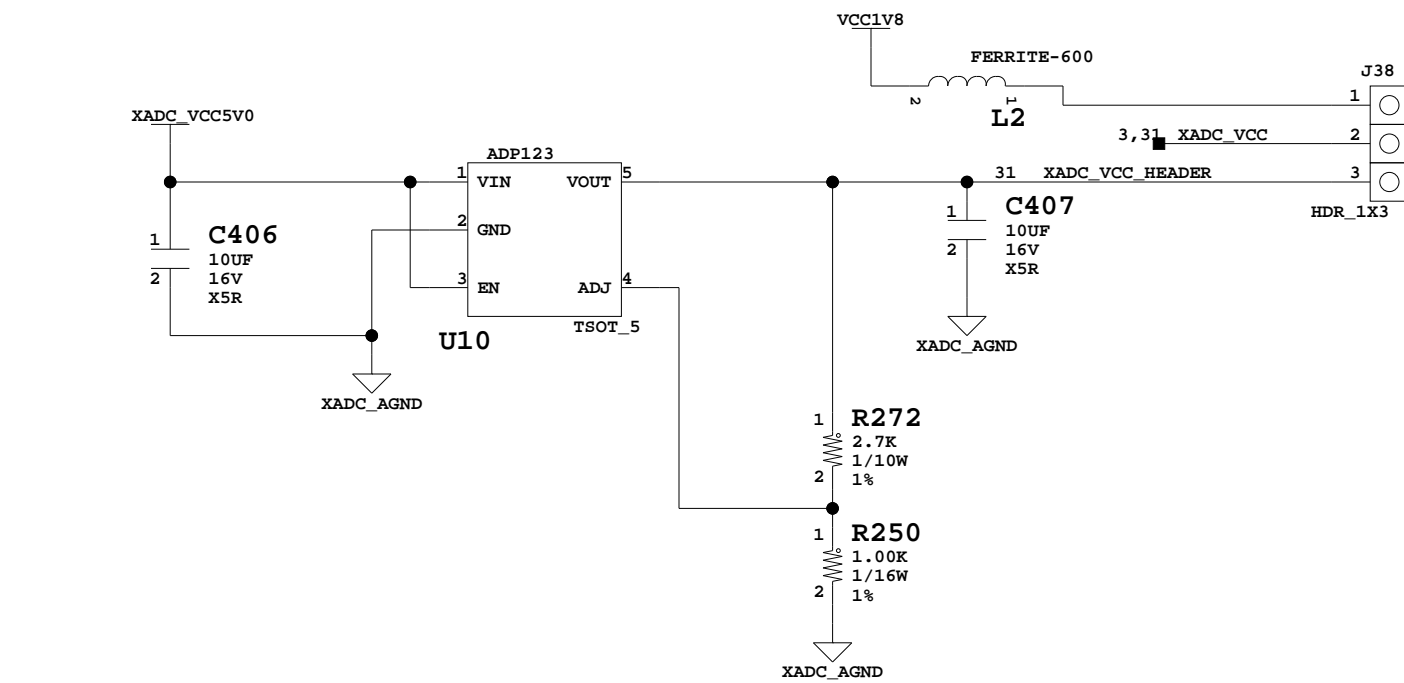 VCC1V8
FERRITE-600
J38
2
1
L2
1
XADC_VCC5V0
3,31 XADC_VCC
2
ADP123
1 VIN VOUT 5
31 XADC_VCC_HEADER
3
HDR_1X3
2 GND
1 C406
10UF
2 16V
X5R
1 C407
10UF
2 16V
X5R
3 EN ADJ 4
TSOT_5
U10
XADC_AGND
XADC_AGND
1 R272
2.7K
1/10W
2 1%
1 R250
1.00K
1/16W
2 1%
XADC_AGND